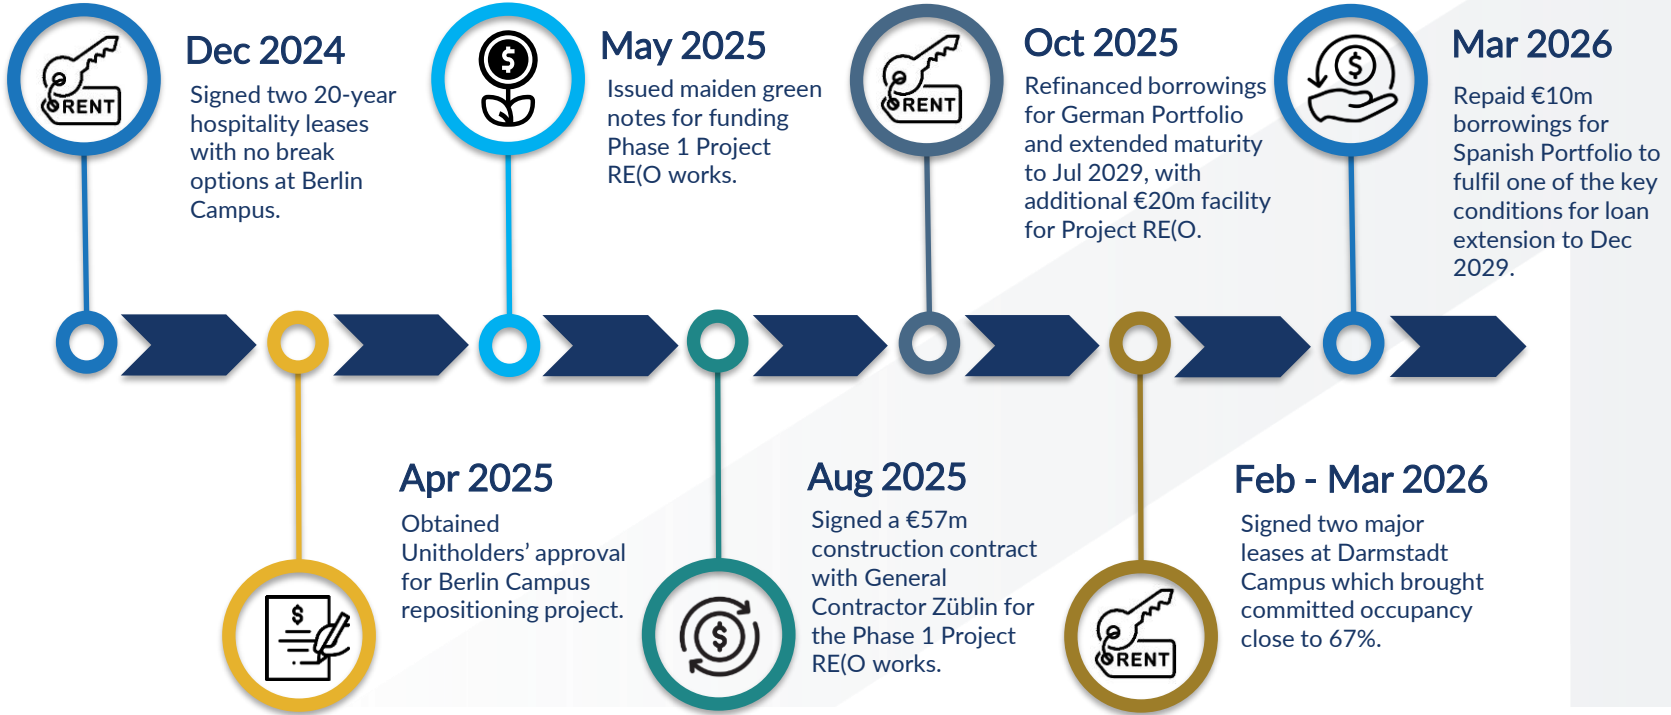 RENT
Dec 2024
Signed two 20-year
hospitality leases
with no break
options at Berlin
Campus.
$
May 2025
Issued maiden green
notes for funding
Phase 1 Project
RE(O works.
RENT
Oct 2025
Refinanced borrowings
for German Portfolio
and extended maturity
to Jul 2029, with
additional €20m facility
for Project RE(O.
$
Mar 2026
Repaid €10m
borrowings for
Spanish Portfolio to
fulfil one of the key
conditions for loan
extension to Dec
2029.
$
Apr 2025
Obtained
Unitholders’ approval
for Berlin Campus
repositioning project.
$
Aug 2025
Signed a €57m
construction contract
with General
Contractor Züblin for
the Phase 1 Project
RE(O works.
RENT
Feb - Mar 2026
Signed two major
leases at Darmstadt
Campus which brought
committed occupancy
close to 67%.